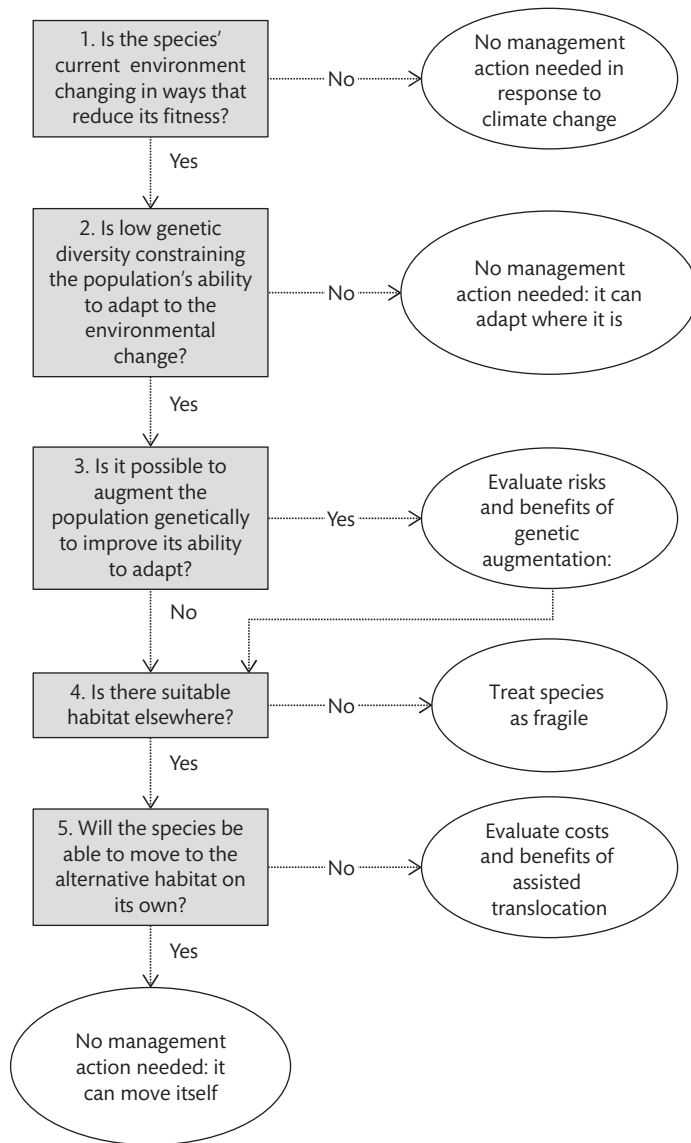 1. Is the species’
current environment
changing in ways that
reduce its fitness?
No
No management
action needed in
response to
climate change
Yes
2. Is low genetic
diversity constraining
the population’s ability
to adapt to the
environmental
change?
No
No management
action needed: it can
adapt where it is
Yes
3. Is it possible to
augment the
population genetically
to improve its ability
to adapt?
Yes
Evaluate risks
and benefits of
genetic
augmentation:
No
4. Is there suitable
habitat elsewhere?
No
Treat species
as fragile
Yes
5. Will the species be
able to move to the
alternative habitat on
its own?
No
Evaluate costs
and benefits of
assisted
translocation
Yes
No management
action needed: it
can move itself